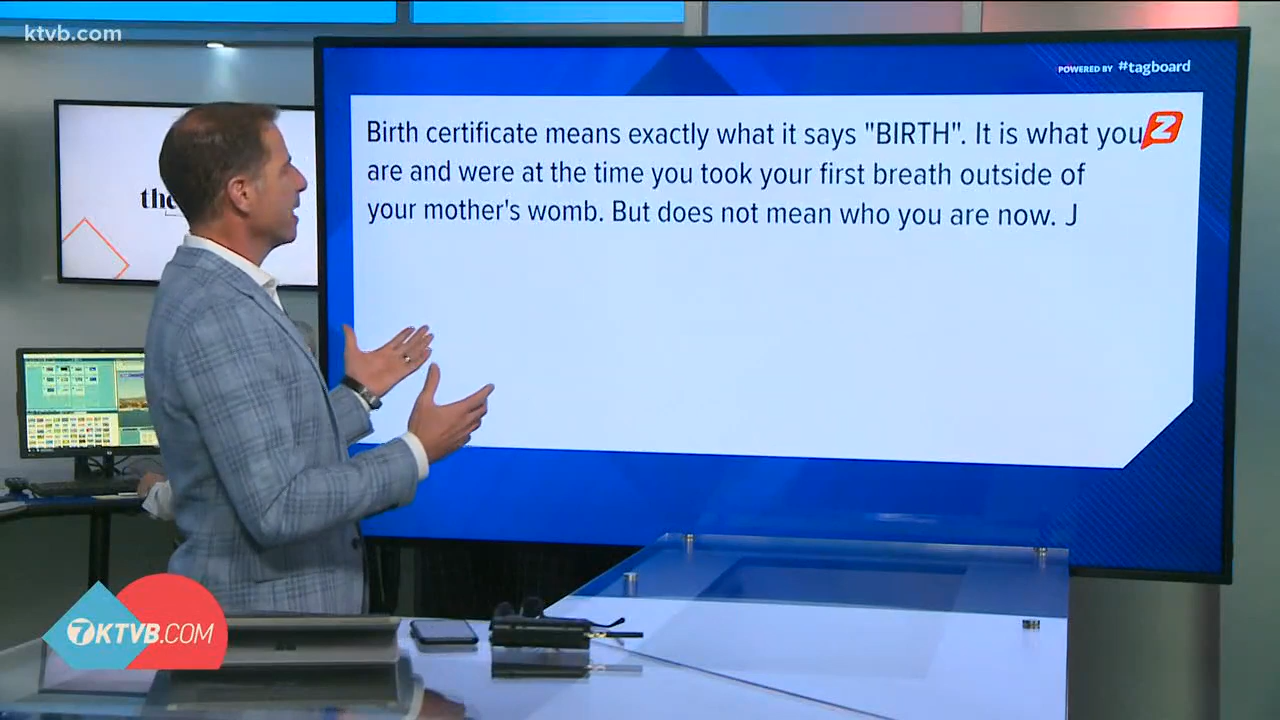 ktvb.com
POWERED BY #tagboard
Birth certificate means exactly what it says "BIRTH". It is what you
are and were at the time you took your first breath outside of
your mother's womb. But does not mean who you are now. J
Z
the
7KTVB.COM